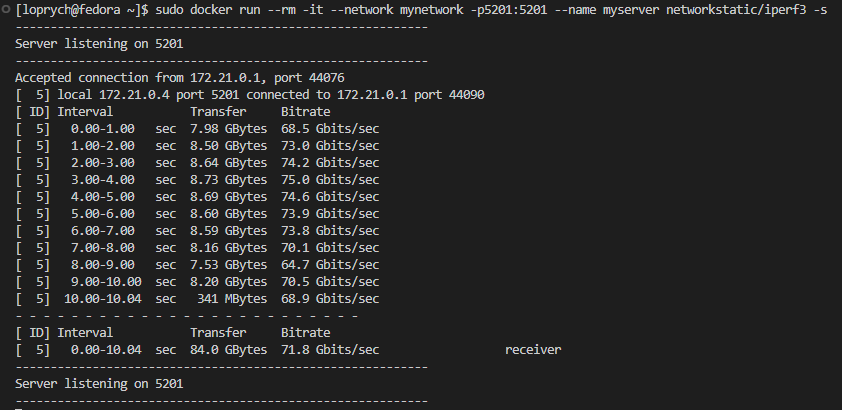 [loprych@fedora ~]$ sudo docker run --rm -it --network mynetwork -p5201:5201 --name myserver networkstatic/iperf3 -s
-----------------------------------------------------------
Server listening on 5201
-----------------------------------------------------------
Accepted connection from 172.21.0.1, port 44076
[  5] local 172.21.0.4 port 5201 connected to 172.21.0.1 port 44090
[ ID] Interval           Transfer     Bitrate
[  5]   0.00-1.00   sec  7.98 GBytes  68.5 Gbits/sec
[  5]   1.00-2.00   sec  8.50 GBytes  73.0 Gbits/sec
[  5]   2.00-3.00   sec  8.64 GBytes  74.2 Gbits/sec
[  5]   3.00-4.00   sec  8.73 GBytes  75.0 Gbits/sec
[  5]   4.00-5.00   sec  8.69 GBytes  74.6 Gbits/sec
[  5]   5.00-6.00   sec  8.60 GBytes  73.9 Gbits/sec
[  5]   6.00-7.00   sec  8.59 GBytes  73.8 Gbits/sec
[  5]   7.00-8.00   sec  8.16 GBytes  70.1 Gbits/sec
[  5]   8.00-9.00   sec  7.53 GBytes  64.7 Gbits/sec
[  5]   9.00-10.00  sec  8.20 GBytes  70.5 Gbits/sec
[  5]  10.00-10.04  sec   341 MBytes  68.9 Gbits/sec
- - - - - - - - - - - - - - - - - - - - - - - - -
[ ID] Interval           Transfer     Bitrate
[  5]   0.00-10.04  sec  84.0 GBytes  71.8 Gbits/sec                  receiver
-----------------------------------------------------------
Server listening on 5201
-----------------------------------------------------------